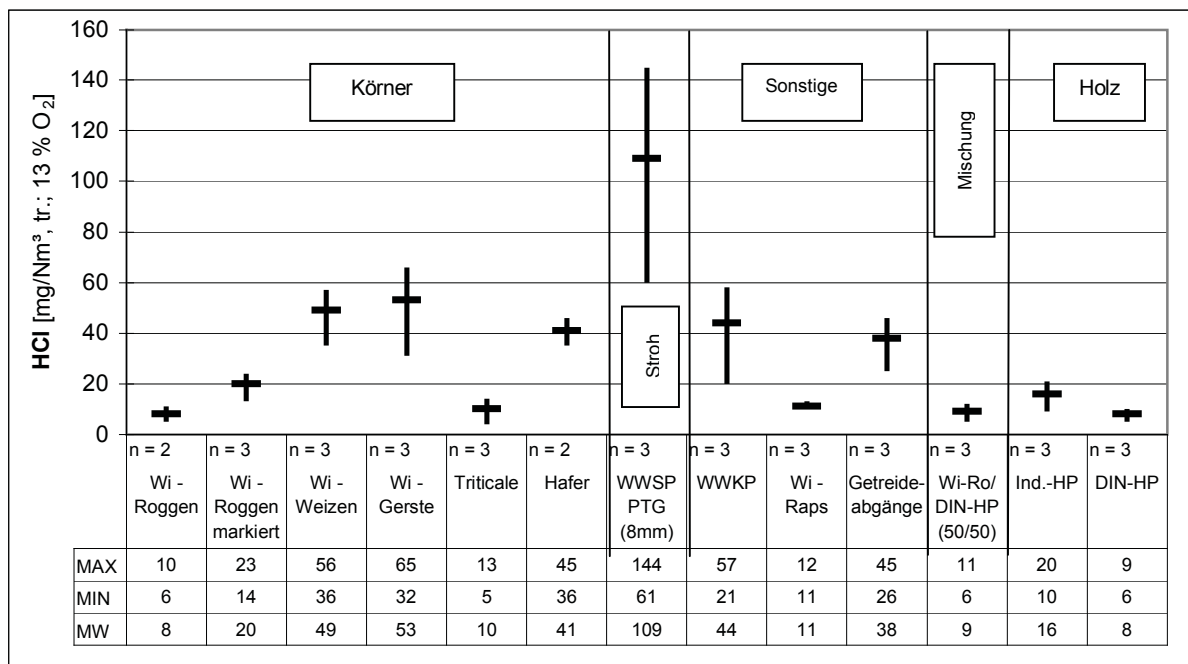 HCl [mg/Nm³, tr.; 13 % O₂]
160
140
120
100
80
60
40
20
0
Körner
Stroh
Sonstige
Mischung
Holz
n = 2 n = 3 n = 3 n = 3 n = 3 n = 2 n = 3 n = 3 n = 3 n = 3 n = 3 n = 3 n = 3
Wi -
Roggen
Wi -
Roggen
markiert
Wi -
Weizen
Wi -
Gerste
Triticale
Hafer
WWSP
PTG
(8mm)
WWKP
Wi -
Raps
Getreide-
abgänge
Wi-Ro/
DIN-HP
(50/50)
Ind.-HP
DIN-HP
MAX 10 23 56 65 13 45 144 57 12 45 11 20 9
MIN 6 14 36 32 5 36 61 21 11 26 6 10 6
MW 8 20 49 53 10 41 109 44 11 38 9 16 8